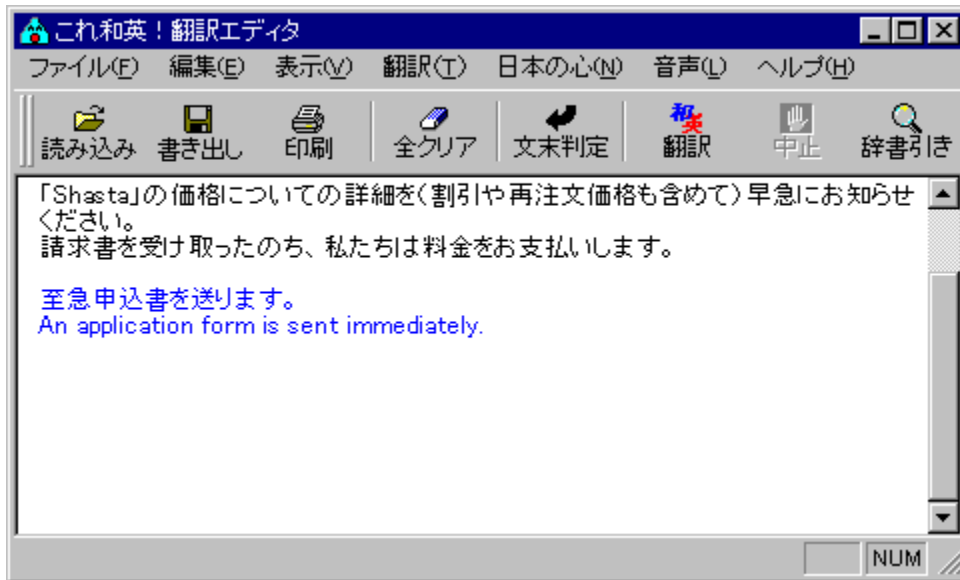 これ和英！翻訳エディタ
ファイル(F) 編集(E) 表示(V) 翻訳(T) 日本の心(N) 音声(L) ヘルプ(H)
読み込み 書き出し 印刷 全クリア 文末判定 和英 翻訳 中止 辞書引き
「Shasta」の価格についての詳細を(割引や再注文価格も含めて)早急にお知らせ
ください。
請求書を受け取ったのち、私たちは料金をお支払いします。
至急申込書を送ります。
An application form is sent immediately.
NUM